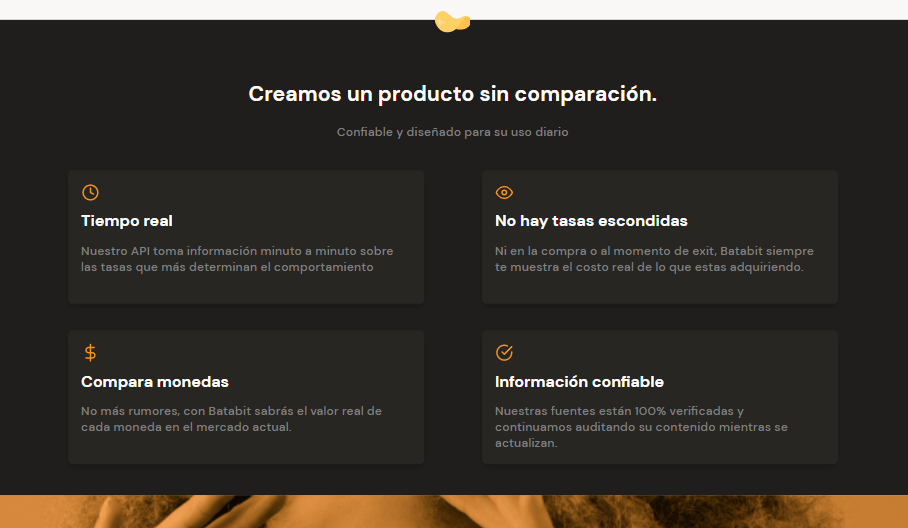 Creamos un producto sin comparación.
Confiable y diseñado para su uso diario
Tiempo real
Nuestro API toma información minuto a minuto sobre
las tasas que más determinan el comportamiento
No hay tasas escondidas
Ni en la compra o al momento de exit, Batabit siempre
te muestra el costo real de lo que estas adquiriendo.
Compara monedas
No más rumores, con Batabit sabrás el valor real de
cada moneda en el mercado actual.
Información confiable
Nuestras fuentes están 100% verificadas y
continuamos auditando su contenido mientras se
actualizan.